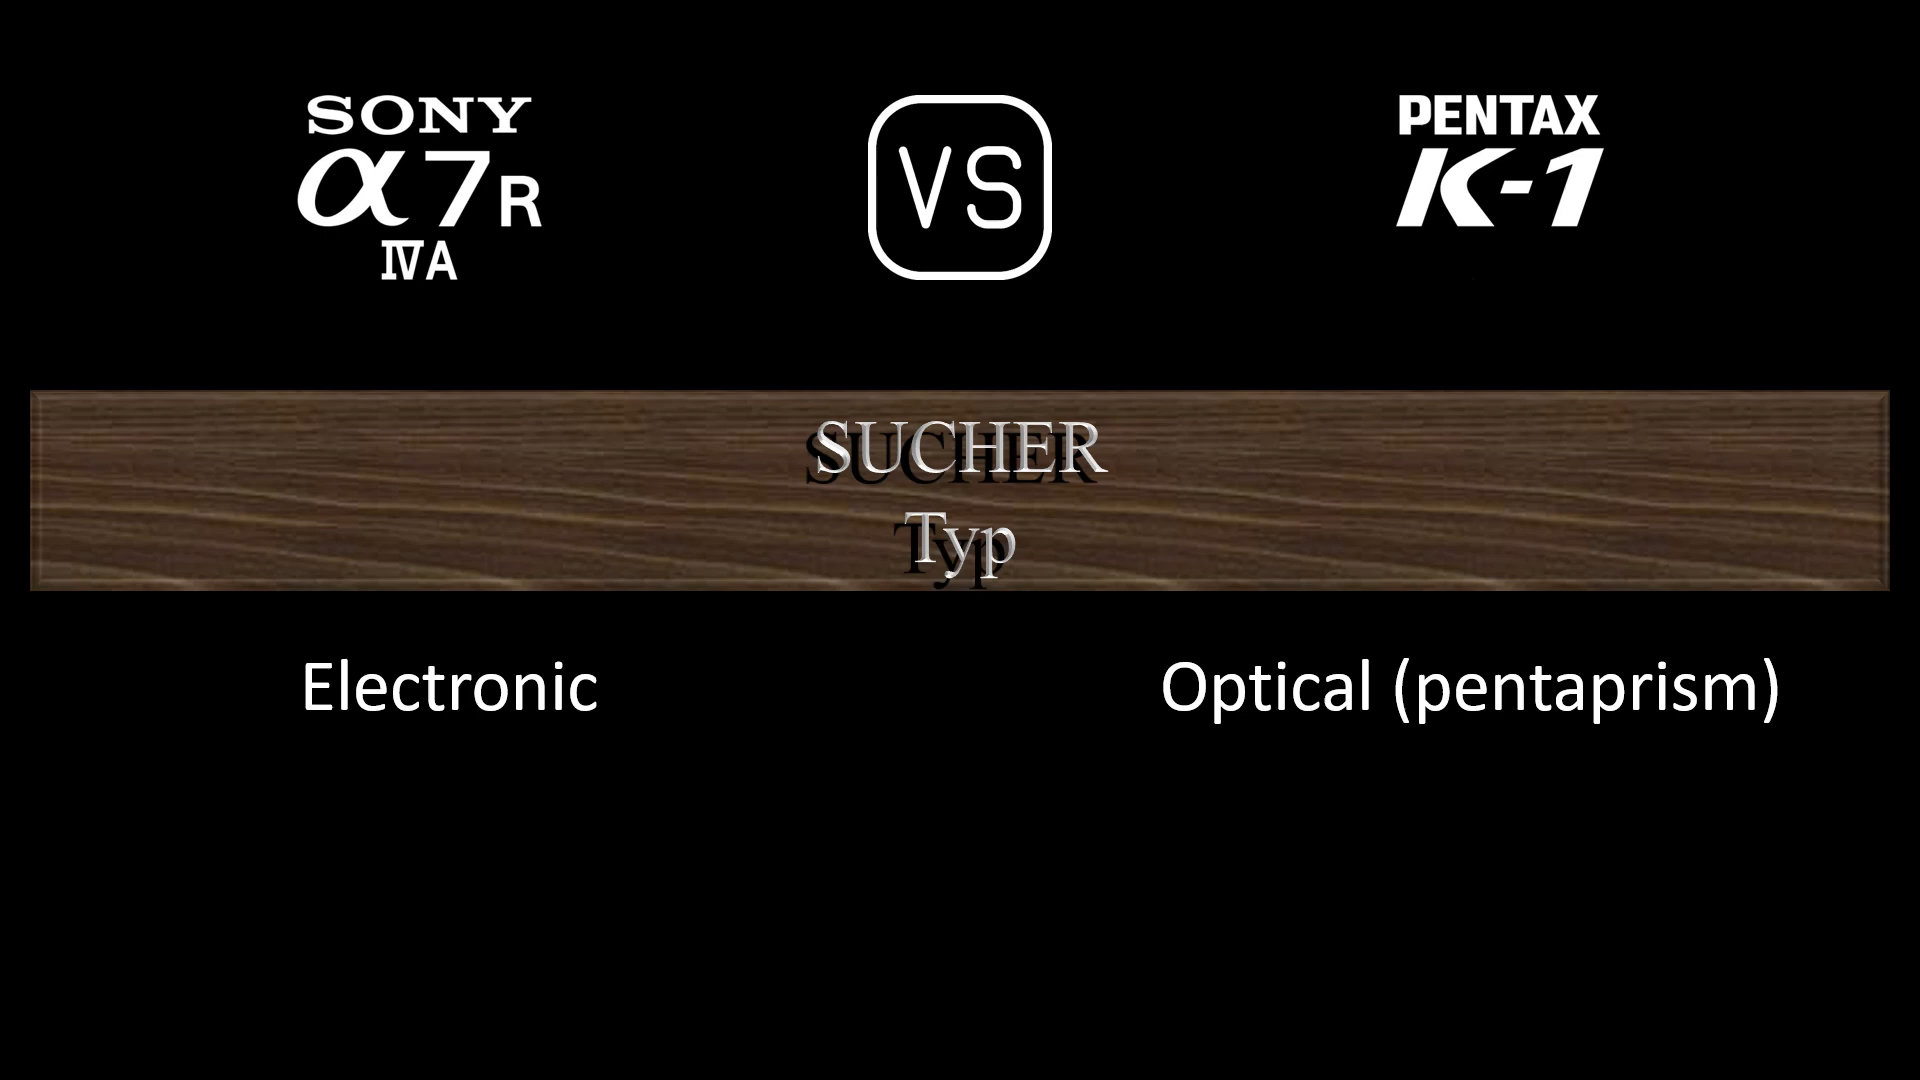 SONY
α7R
IVA
VS
PENTAX
K-1
SUCHER
Typ
Electronic
Optical (pentaprism)